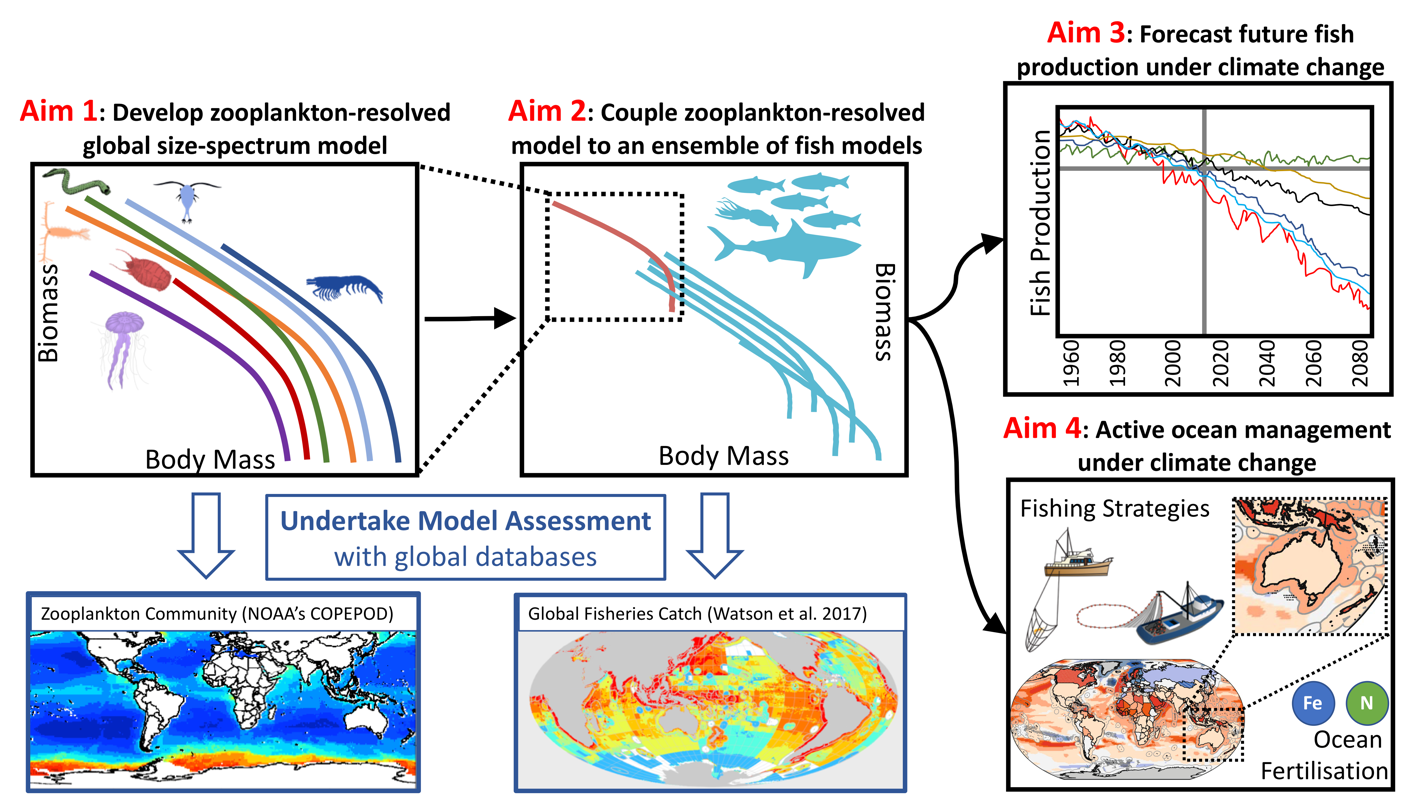 Aim 1: Develop zooplankton-resolved
global size-spectrum model
Biomass
Body Mass
Aim 2: Couple zooplankton-resolved
model to an ensemble of fish models
Biomass
Body Mass
Aim 3: Forecast future fish
production under climate change
Fish Production
1960
1980
2000
2020
2040
2060
2080
Aim 4: Active ocean management
under climate change
Fishing Strategies
Fe
N
Ocean
Fertilisation
Undertake Model Assessment
with global databases
Zooplankton Community (NOAA's COPEPOD)
Global Fisheries Catch (Watson et al. 2017)